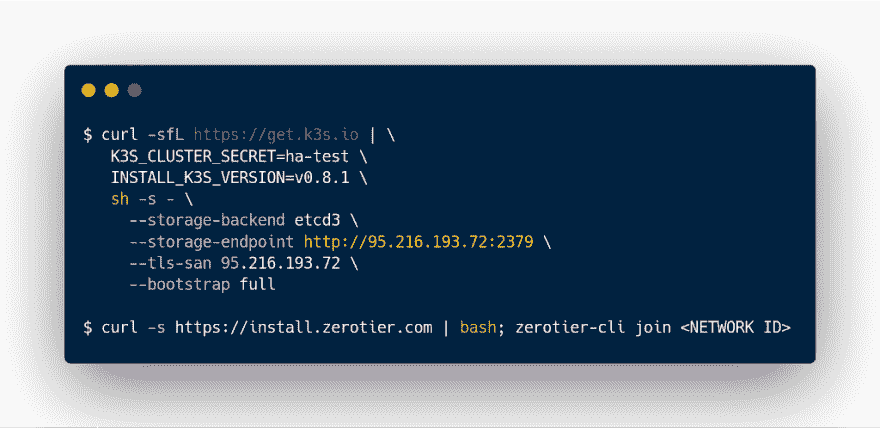 $ curl -sfL https://get.k3s.io | \
K3S_CLUSTER_SECRET=ha-test \
INSTALL_K3S_VERSION=v0.8.1 \
sh -s - \
--storage-backend etcd3 \
--storage-endpoint http://95.216.193.72:2379 \
--tls-san 95.216.193.72 \
--bootstrap full
$ curl -s https://install.zerotier.com | bash; zerotier-cli join <NETWORK ID>